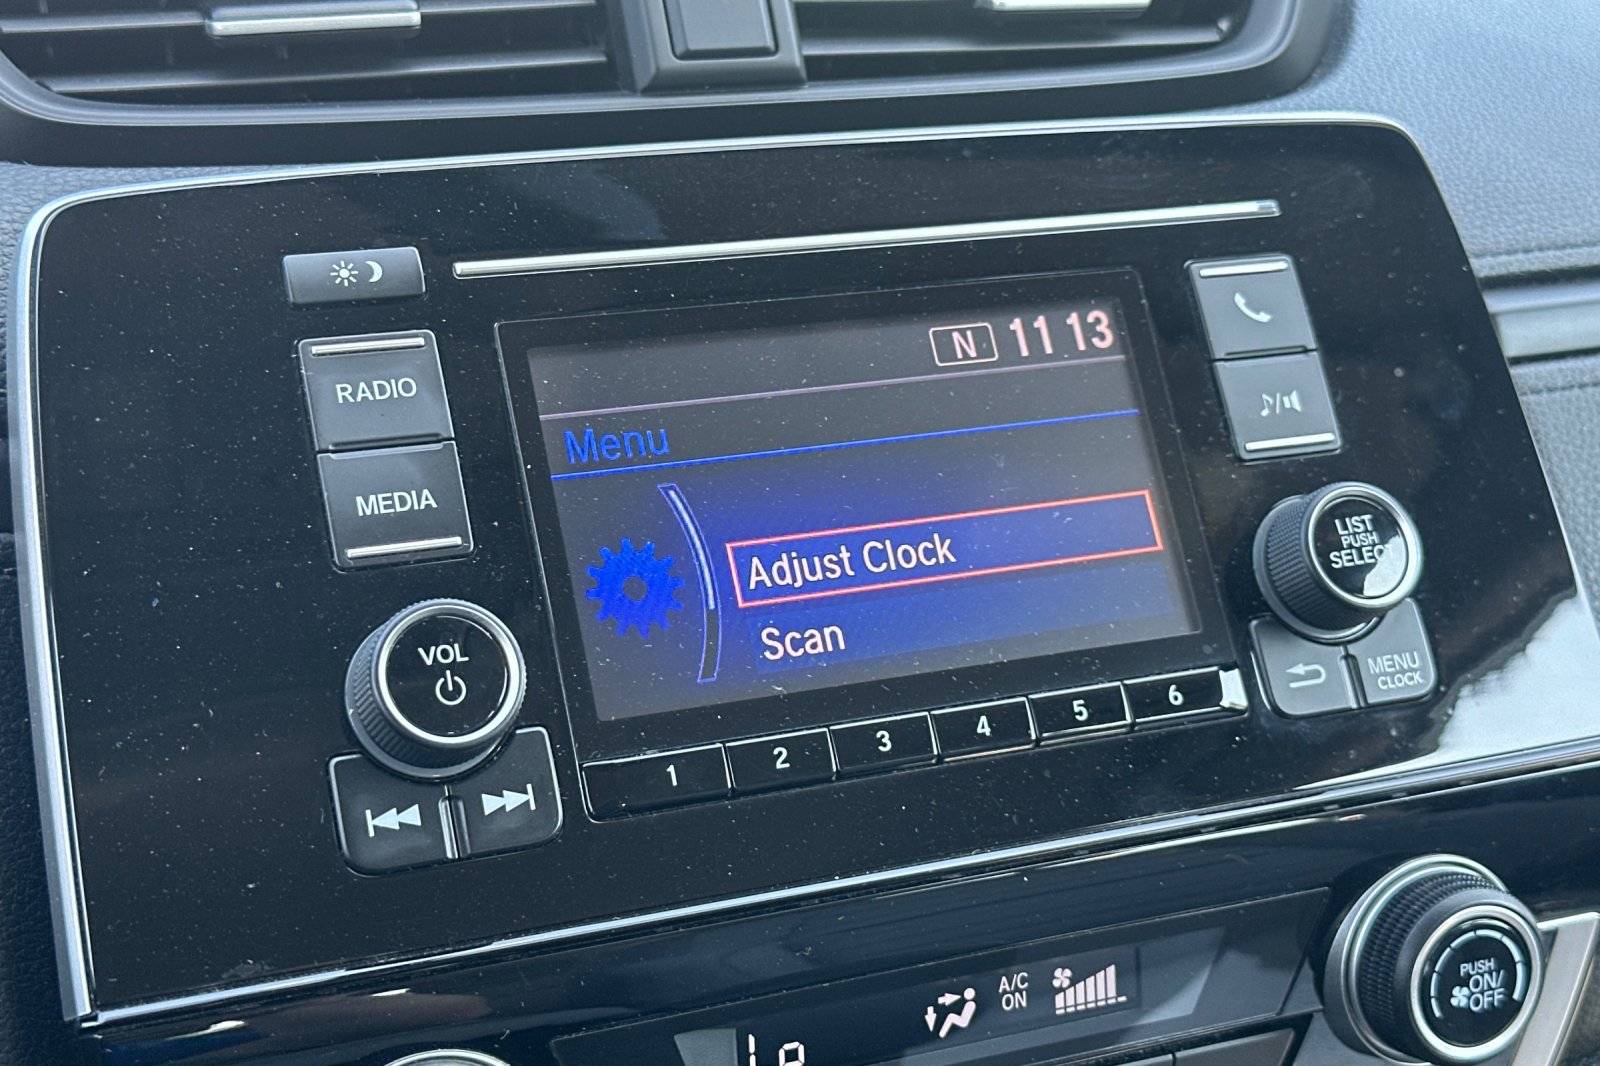 N 11 13
RADIO
Menu
MEDIA
LIST
PUSH
SELECT
Adjust Clock
Scan
VOL
MENU
CLOCK
1 2 3 4 5 6
A/C
ON
PUSH
ON/
OFF
Lo